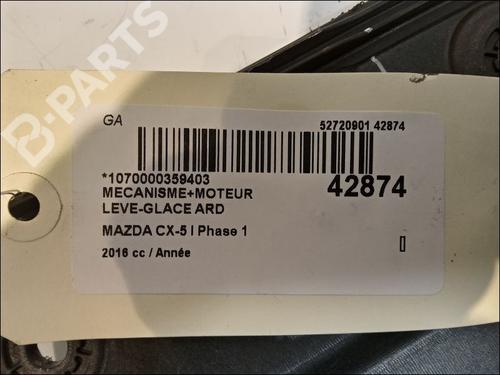 B-PARTS
GA
52720901 42874
*1070000359403
42874
MECANISME+MOTEUR
LEVE-GLACE ARD
MAZDA CX-5 I Phase 1
2016 cc / Année